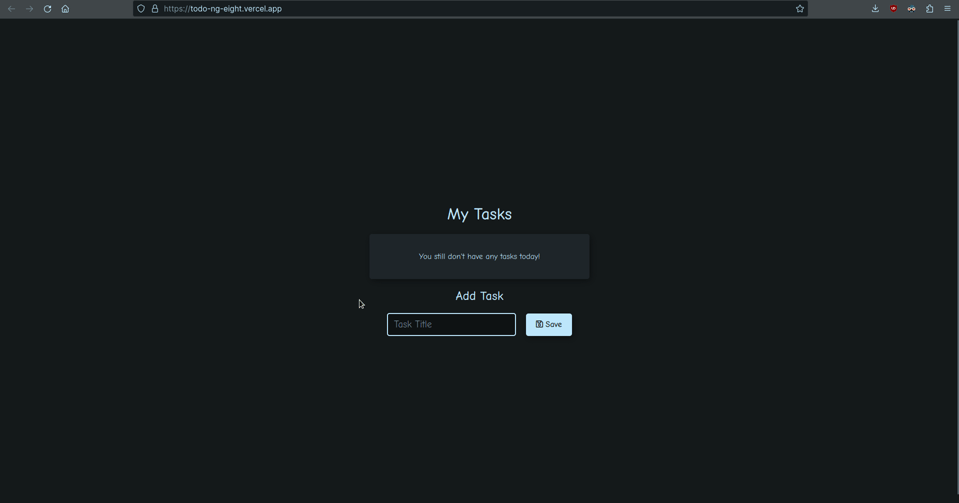 https://todo-ng-eight.vercel.app
My Tasks
You still don't have any tasks today!
Add Task
Task Title
Save